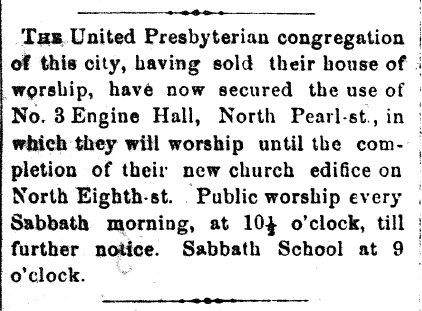 THE United Presbyterian congregation
of this city, having sold their house of
worship, have now secured the use of
No. 3 Engine Hall, North Pearl-st., in
which they will worship until the com-
pletion of their new church edifice on
North Eighth-st. Public worship every
Sabbath morning, at 10½ o'clock, till
further notice. Sabbath School at 9
o'clock.